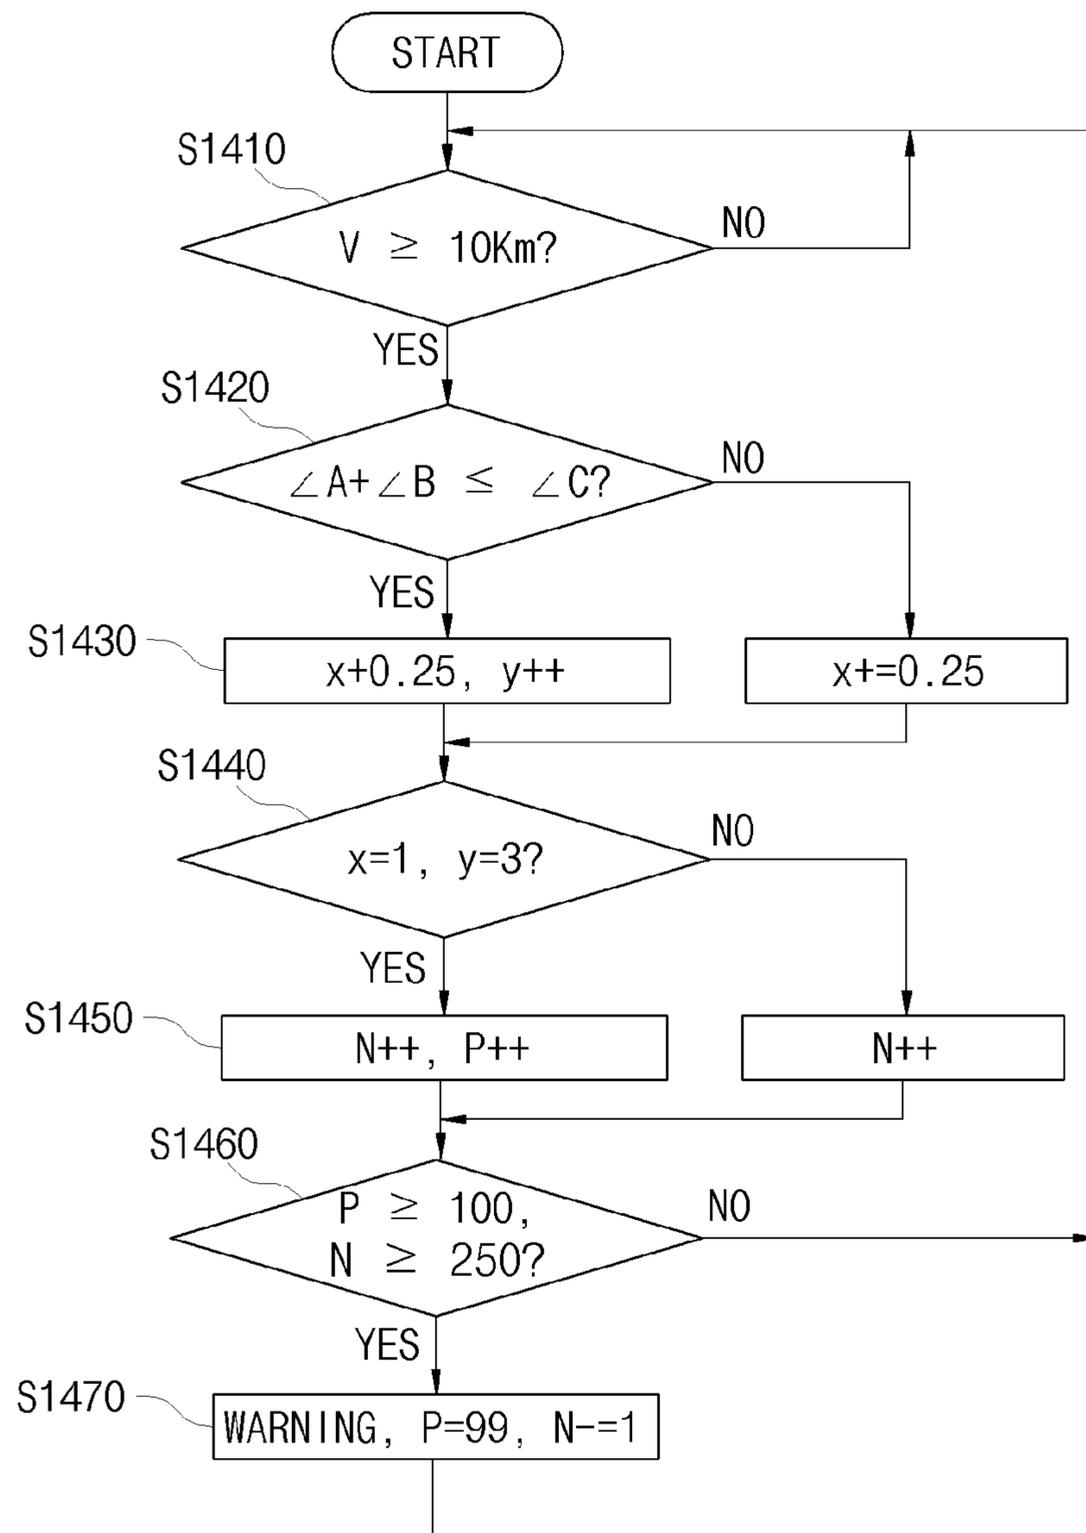 START
S1410
V ≥ 10Km?
NO
YES
S1420
∠A+∠B ≤ ∠C?
NO
YES
S1430
x+0.25, y++
x+=0.25
S1440
x=1, y=3?
NO
YES
S1450
N++, P++
N++
S1460
P ≥ 100,
N ≥ 250?
NO
YES
S1470
WARNING, P=99, N-=1